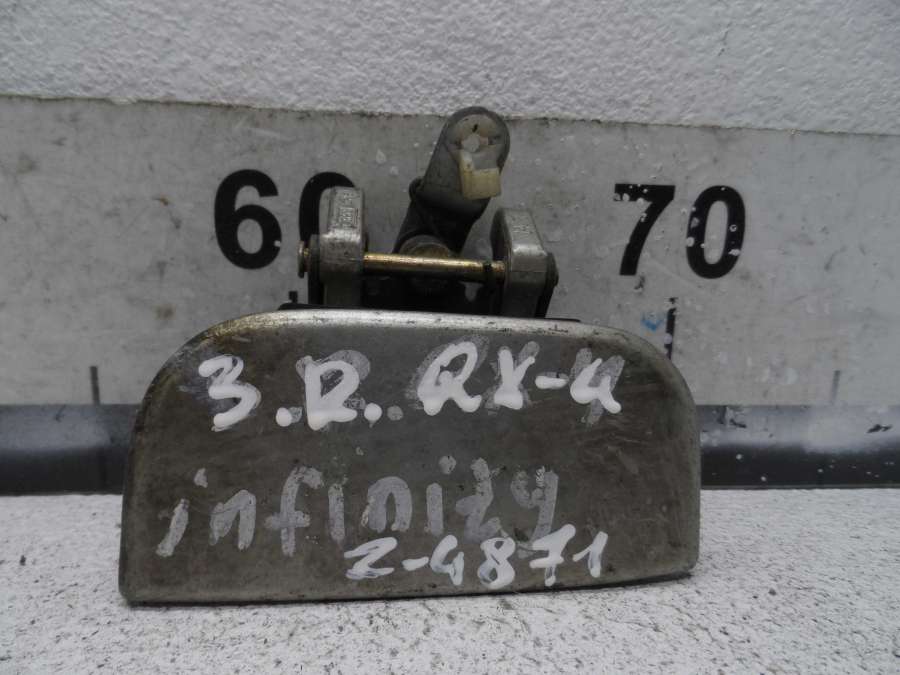 60 70
3.R. QX-4
infinity
Z-4871